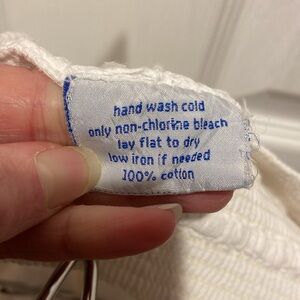 hand wash cold
only non-chlorine bleach
lay flat to dry
low iron if needed
100% cotton